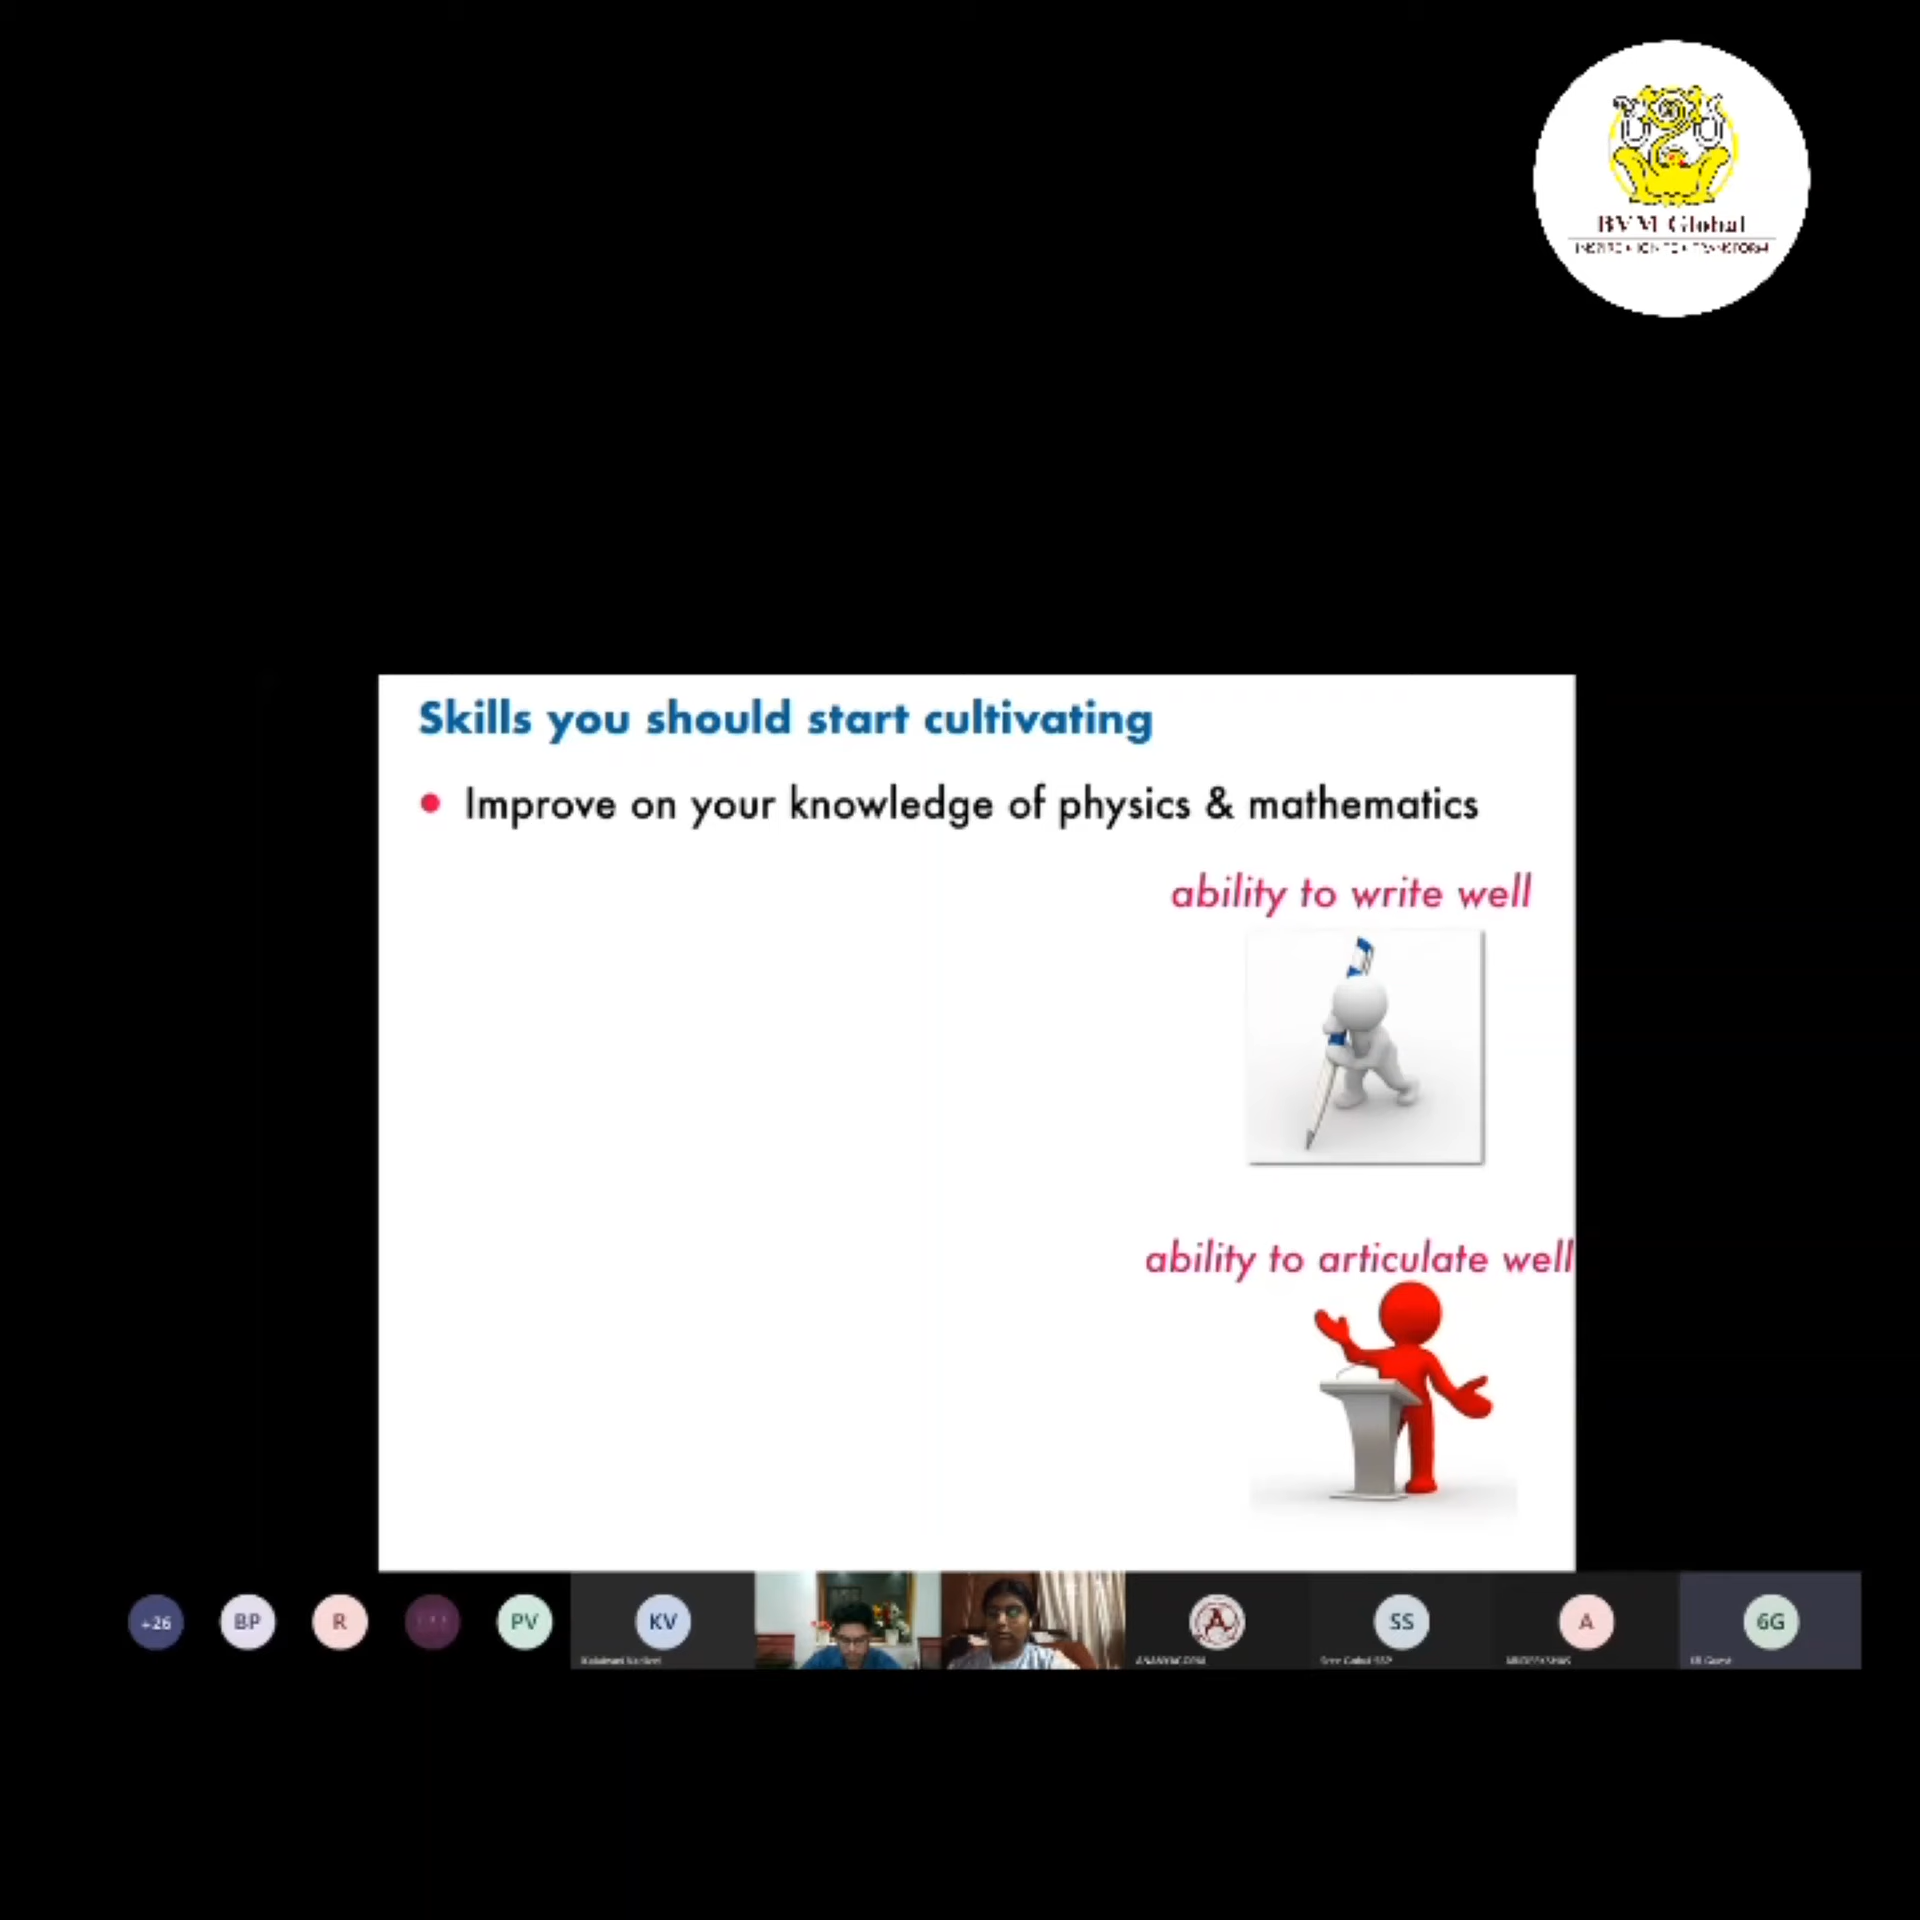 BVM Global
Skills you should start cultivating
• Improve on your knowledge of physics & mathematics
ability to write well
ability to articulate well
+26
BP
R
PV
KV
A
SS
A
6G